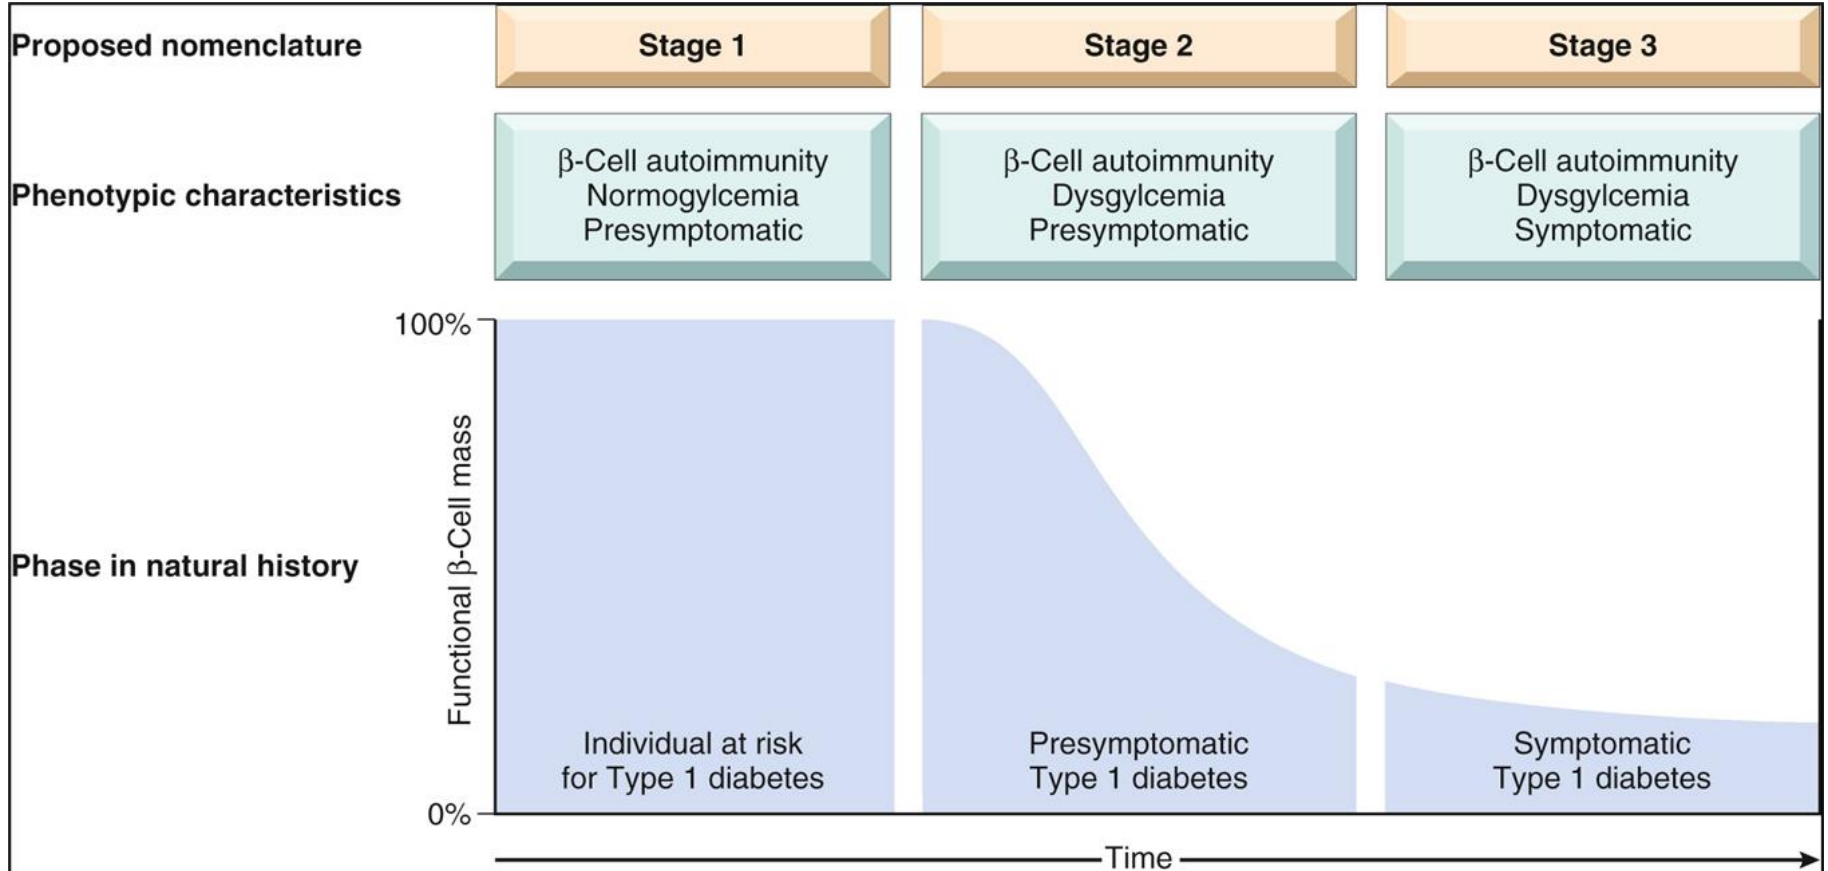 Proposed nomenclature
Stage 1
Stage 2
Stage 3
Phenotypic characteristics
β-Cell autoimmunity
Normogylcemia
Presymptomatic
β-Cell autoimmunity
Dysgylcemia
Presymptomatic
β-Cell autoimmunity
Dysgylcemia
Symptomatic
Phase in natural history
Functional β-Cell mass
100%
0%
Individual at risk
for Type 1 diabetes
Presymptomatic
Type 1 diabetes
Symptomatic
Type 1 diabetes
Time